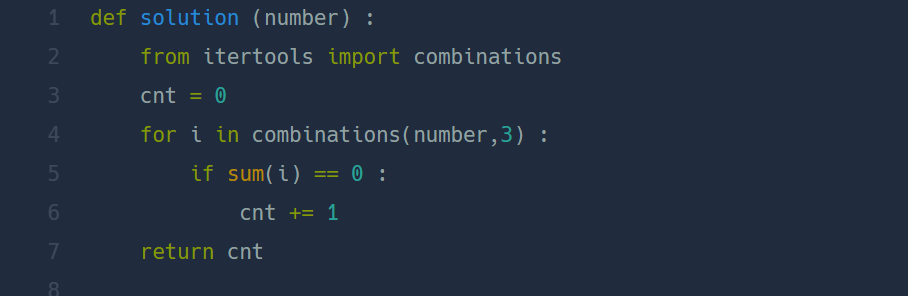 1 def solution (number) :
2     from itertools import combinations
3     cnt = 0
4     for i in combinations(number,3) :
5         if sum(i) == 0 :
6             cnt += 1
7     return cnt
8